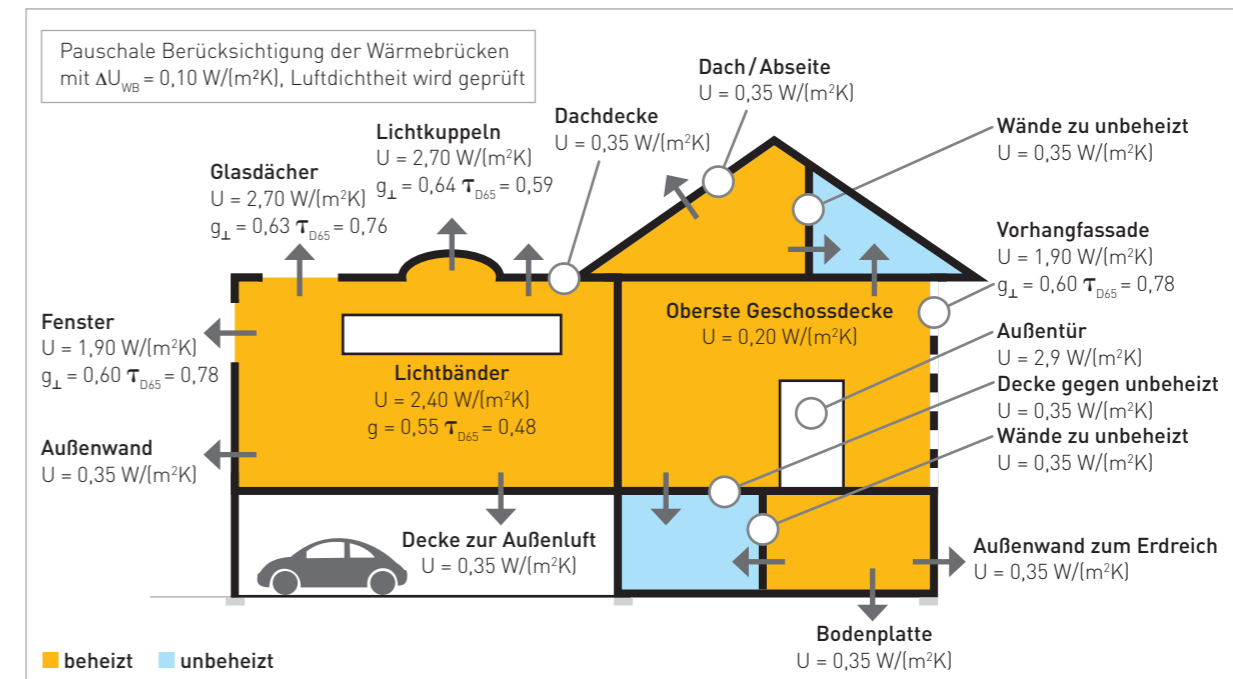 Pauschale Berücksichtigung der Wärmebrücken
mit ΔU_WB = 0,10 W/(m²K), Luftdichtheit wird geprüft
Dach/Abseite
U = 0,35 W/(m²K)
Dachdecke
U = 0,35 W/(m²K)
Lichtkuppeln
U = 2,70 W/(m²K)
g⊥ = 0,64 τ_D65 = 0,59
Glasdächer
U = 2,70 W/(m²K)
g⊥ = 0,63 τ_D65 = 0,76
Wände zu unbeheizt
U = 0,35 W/(m²K)
Vorhangfassade
U = 1,90 W/(m²K)
g⊥ = 0,60 τ_D65 = 0,78
Fenster
U = 1,90 W/(m²K)
g⊥ = 0,60 τ_D65 = 0,78
Oberste Geschossdecke
U = 0,20 W/(m²K)
Außentür
U = 2,9 W/(m²K)
Lichtbänder
U = 2,40 W/(m²K)
g = 0,55 τ_D65 = 0,48
Decke gegen unbeheizt
U = 0,35 W/(m²K)
Wände zu unbeheizt
U = 0,35 W/(m²K)
Außenwand
U = 0,35 W/(m²K)
Decke zur Außenluft
U = 0,35 W/(m²K)
Außenwand zum Erdreich
U = 0,35 W/(m²K)
Bodenplatte
U = 0,35 W/(m²K)
beheizt unbeheizt